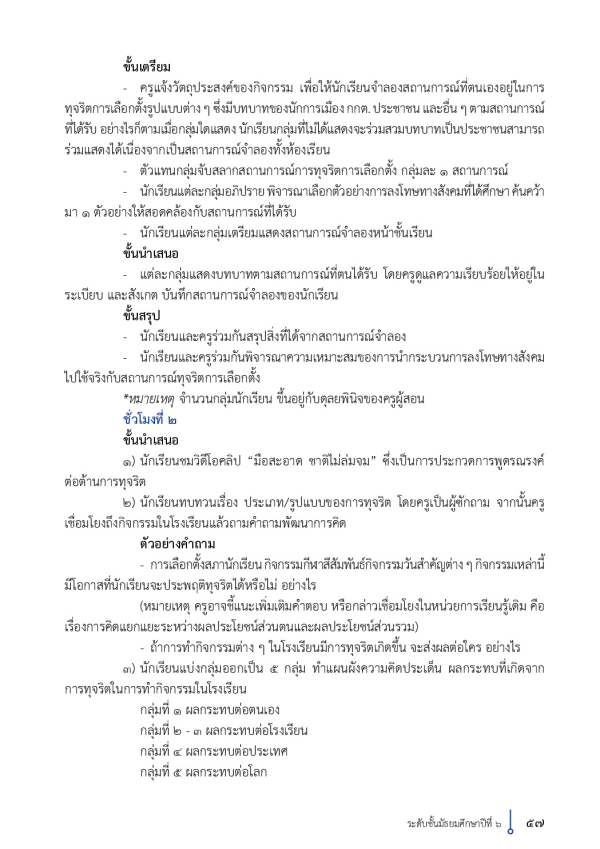 ขั้นเตรียม
- ครูแจ้งวัตถุประสงค์ของกิจกรรม เพื่อให้นักเรียนจำลองสถานการณ์ที่ตนเองอยู่ในการ
ทุจริตการเลือกตั้งรูปแบบต่าง ๆ ซึ่งมีบทบาทของนักการเมือง กกต. ประชาชน และอื่น ๆ ตามสถานการณ์
ที่ได้รับ อย่างไรก็ตามเมื่อกลุ่มใดแสดง นักเรียนกลุ่มที่ไม่ได้แสดงจะร่วมสวมบทบาทเป็นประชาชนสามารถ
ร่วมแสดงได้เนื่องจากเป็นสถานการณ์จำลองทั้งห้องเรียน
- ตัวแทนกลุ่มจับสลากสถานการณ์การทุจริตการเลือกตั้ง กลุ่มละ ๑ สถานการณ์
- นักเรียนแต่ละกลุ่มอภิปราย พิจารณาเลือกตัวอย่างการลงโทษทางสังคมที่ได้ศึกษา ค้นคว้า
มา ๑ ตัวอย่างให้สอดคล้องกับสถานการณ์ที่ได้รับ
- นักเรียนแต่ละกลุ่มเตรียมแสดงสถานการณ์จำลองหน้าชั้นเรียน
ขั้นนำเสนอ
- แต่ละกลุ่มแสดงบทบาทตามสถานการณ์ที่ตนได้รับ โดยครูดูแลความเรียบร้อยให้อยู่ใน
ระเบียบ และสังเกต บันทึกสถานการณ์จำลองของนักเรียน
ขั้นสรุป
- นักเรียนและครูร่วมกันสรุปสิ่งที่ได้จากสถานการณ์จำลอง
- นักเรียนและครูร่วมกันพิจารณาความเหมาะสมของการนำกระบวนการลงโทษทางสังคม
ไปใช้จริงกับสถานการณ์ทุจริตการเลือกตั้ง
*หมายเหตุ จำนวนกลุ่มนักเรียน ขึ้นอยู่กับดุลยพินิจของครูผู้สอน
ชั่วโมงที่ ๒
ขั้นนำเสนอ
๑) นักเรียนชมวิดีโอคลิป “มือสะอาด ชาติไม่ล่มจม” ซึ่งเป็นการประกวดการพูดรณรงค์
ต่อต้านการทุจริต
๒) นักเรียนทบทวนเรื่อง ประเภท/รูปแบบของการทุจริต โดยครูเป็นผู้ซักถาม จากนั้นครู
เชื่อมโยงถึงกิจกรรมในโรงเรียนแล้วถามคำถามพัฒนาการคิด
ตัวอย่างคำถาม
- การเลือกตั้งสภานักเรียน กิจกรรมกีฬาสีสัมพันธ์กิจกรรมวันสำคัญต่าง ๆ กิจกรรมเหล่านี้
มีโอกาสที่นักเรียนจะประพฤติทุจริตได้หรือไม่ อย่างไร
(หมายเหตุ ครูอาจชี้แนะเพิ่มเติมคำตอบ หรือกล่าวเชื่อมโยงในหน่วยการเรียนรู้เดิม คือ
เรื่องการคิดแยกแยะระหว่างผลประโยชน์ส่วนตนและผลประโยชน์ส่วนรวม)
- ถ้าการทำกิจกรรมต่าง ๆ ในโรงเรียนมีการทุจริตเกิดขึ้น จะส่งผลต่อใคร อย่างไร
๓) นักเรียนแบ่งกลุ่มออกเป็น ๕ กลุ่ม ทำแผนผังความคิดประเด็น ผลกระทบที่เกิดจาก
การทุจริตในการทำกิจกรรมในโรงเรียน
กลุ่มที่ ๑ ผลกระทบต่อตนเอง
กลุ่มที่ ๒ - ๓ ผลกระทบต่อโรงเรียน
กลุ่มที่ ๔ ผลกระทบต่อประเทศ
กลุ่มที่ ๕ ผลกระทบต่อโลก
ระดับชั้นมัธยมศึกษาปีที่ ๖ ๕๗